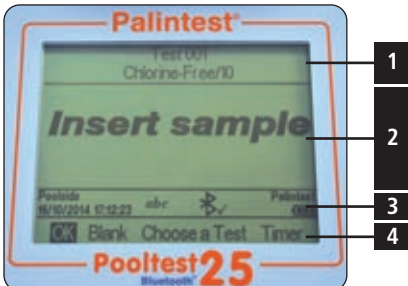 Palintest®
Test 001
Chlorine-Free/10
1
Insert sample
2
Poolside
Palintest
16/10/2014 17:12:23
abc
3
OK Blank Choose a Test Timer
4
Pooltest 25
Bluetooth®